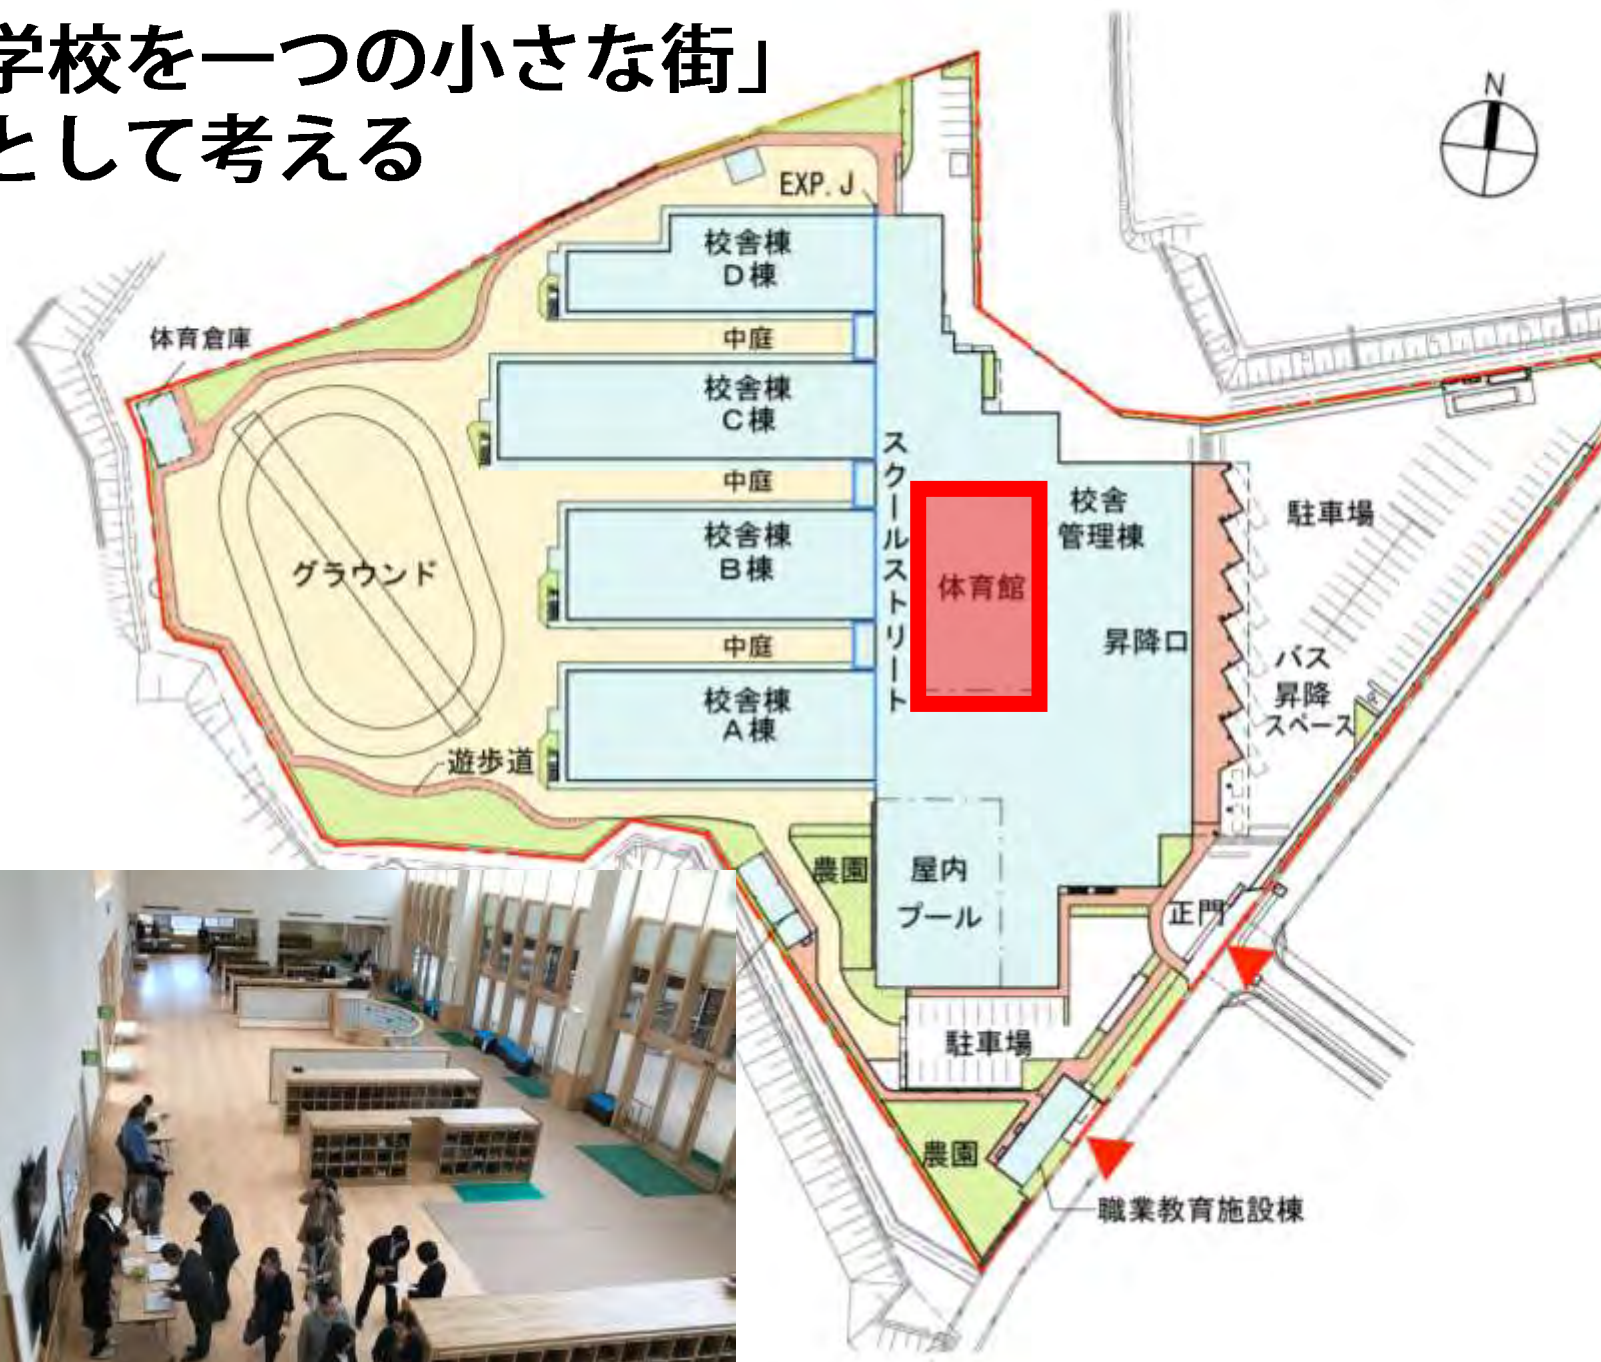 学校を一つの小さな街」
として考える
N
EXP. J
校舎棟
D棟
体育倉庫
中庭
校舎棟
C棟
スクールストリート
中庭
校舎
管理棟
駐車場
校舎棟
B棟
グラウンド
体育館
昇降口
中庭
バス
昇降
スペース
校舎棟
A棟
遊歩道
農園
屋内
プール
正門
駐車場
農園
職業教育施設棟